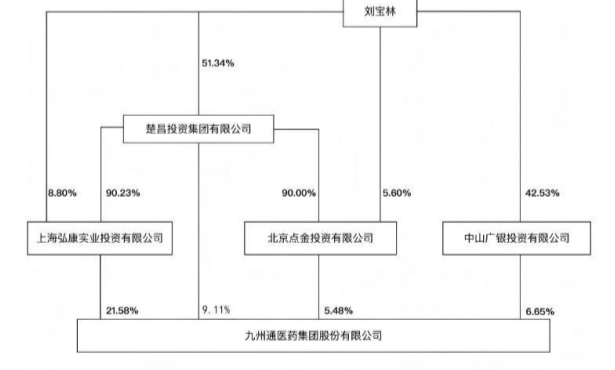 刘宝林
51.34%
楚昌投资集团有限公司
8.80%
90.23%
90.00%
5.60%
42.53%
上海弘康实业投资有限公司
北京点金投资有限公司
中山广银投资有限公司
21.58%
9.11%
5.48%
6.65%
九州通医药集团股份有限公司